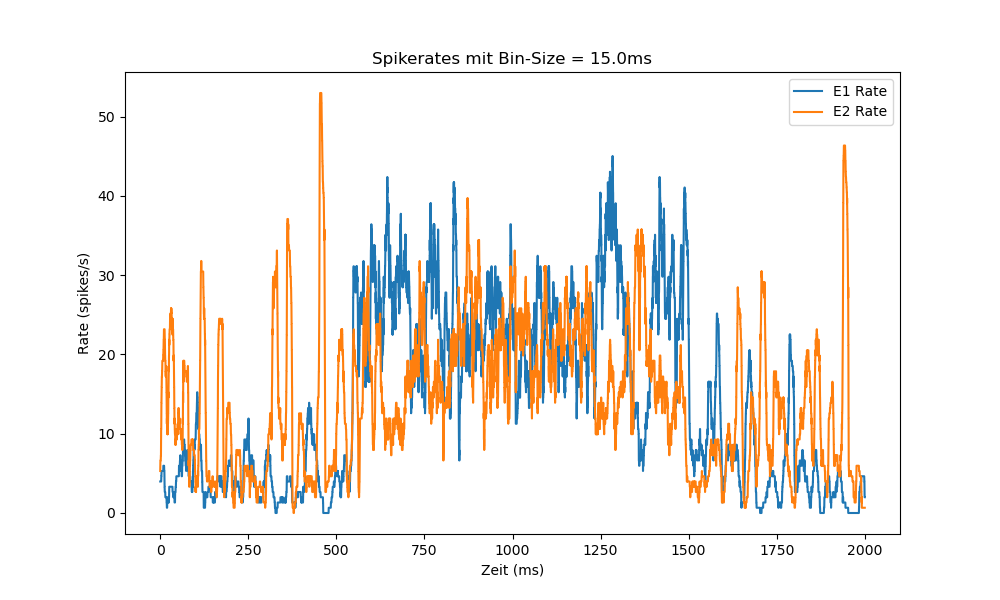 Spikerates mit Bin-Size = 15.0ms
E1 Rate
E2 Rate
Rate (spikes/s)
50
40
30
20
10
0
0 250 500 750 1000 1250 1500 1750 2000
Zeit (ms)